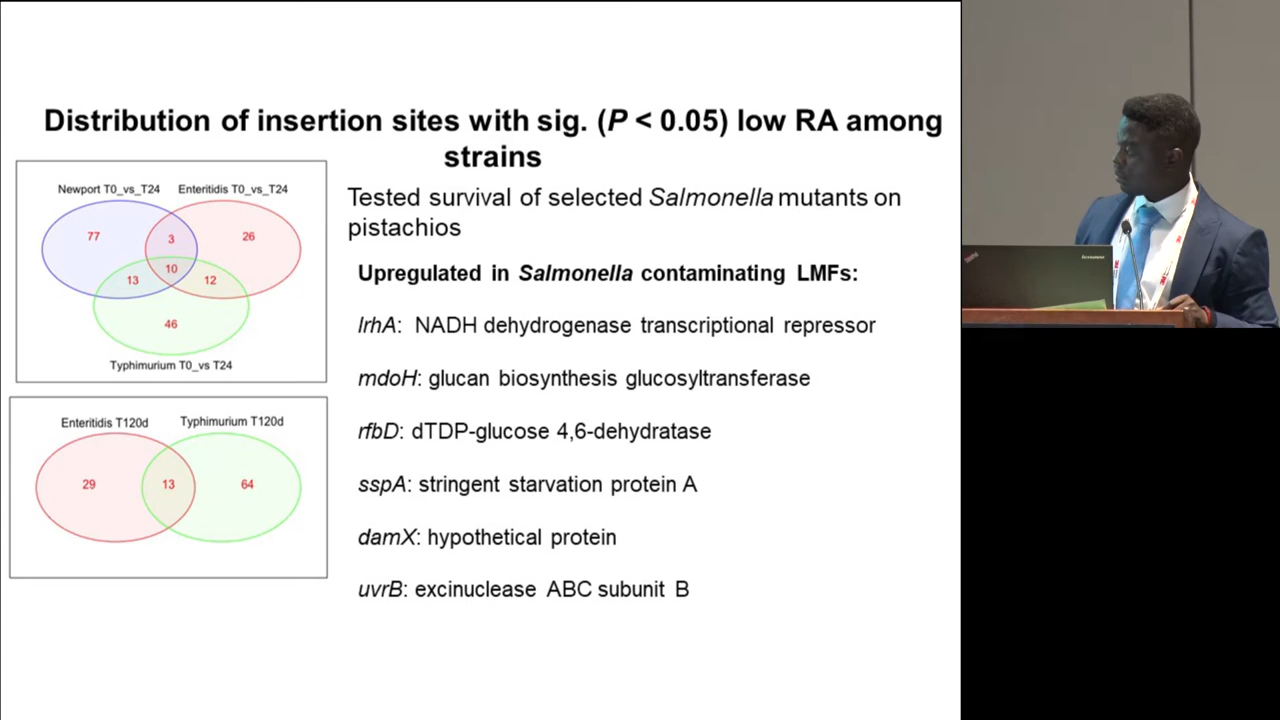 Distribution of insertion sites with sig. (P < 0.05) low RA among
strains
Newport T0_vs_T24
Enteritidis T0_vs_T24
77
3
26
10
13
12
46
Typhimurium T0_vs T24
Enteritidis T120d
Typhimurium T120d
29
13
64
Tested survival of selected Salmonella mutants on
pistachios
Upregulated in Salmonella contaminating LMFs:
lrhA: NADH dehydrogenase transcriptional repressor
mdoH: glucan biosynthesis glucosyltransferase
rfbD: dTDP-glucose 4,6-dehydratase
sspA: stringent starvation protein A
damX: hypothetical protein
uvrB: excinuclease ABC subunit B